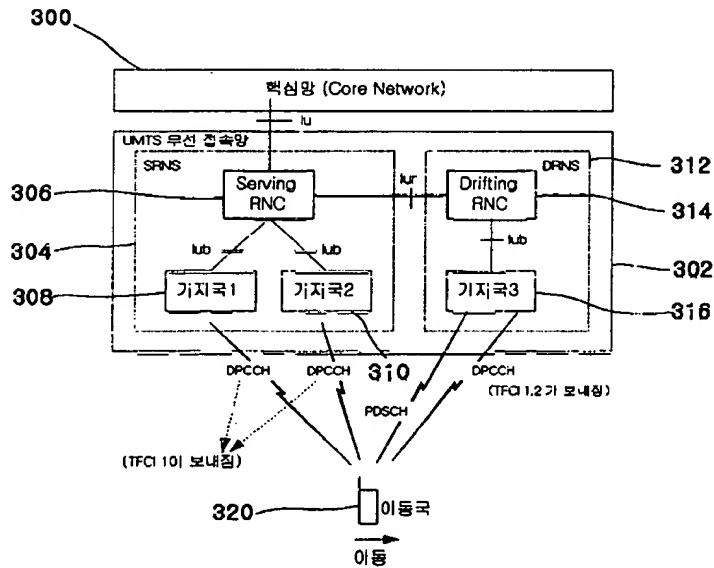 300
핵심망 (Core Network)
Iu
UMTS 무선 접속망
SRNS
DRNS
312
306
Serving
RNC
Iur
Drifting
RNC
314
304
Iub
Iub
Iub
302
308
기지국1
기지국2
기지국3
316
DPCCH
DPCCH
310
DPCCH
(TFCI 1,2가 보내짐)
PDSCH
(TFCI 1이 보내짐)
320
이동국
이동